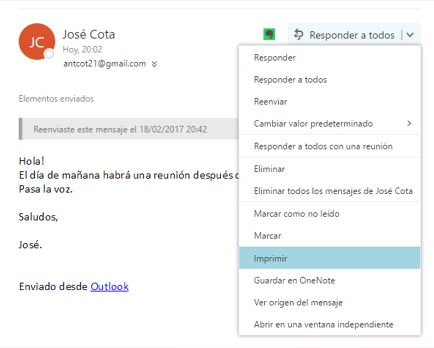 JC
José Cota
Hoy, 20:02
antcot21@gmail.com
Responder a todos
Elementos enviados
Reenviaste este mensaje el 18/02/2017 20:42
Hola!
El día de mañana habrá una reunión después d
Pasa la voz.
Saludos,
José.
Enviado desde Outlook
Responder
Responder a todos
Reenviar
Cambiar valor predeterminado
Responder a todos con una reunión
Eliminar
Eliminar todos los mensajes de José Cota
Marcar como no leído
Marcar
Imprimir
Guardar en OneNote
Ver origen del mensaje
Abrir en una ventana independiente